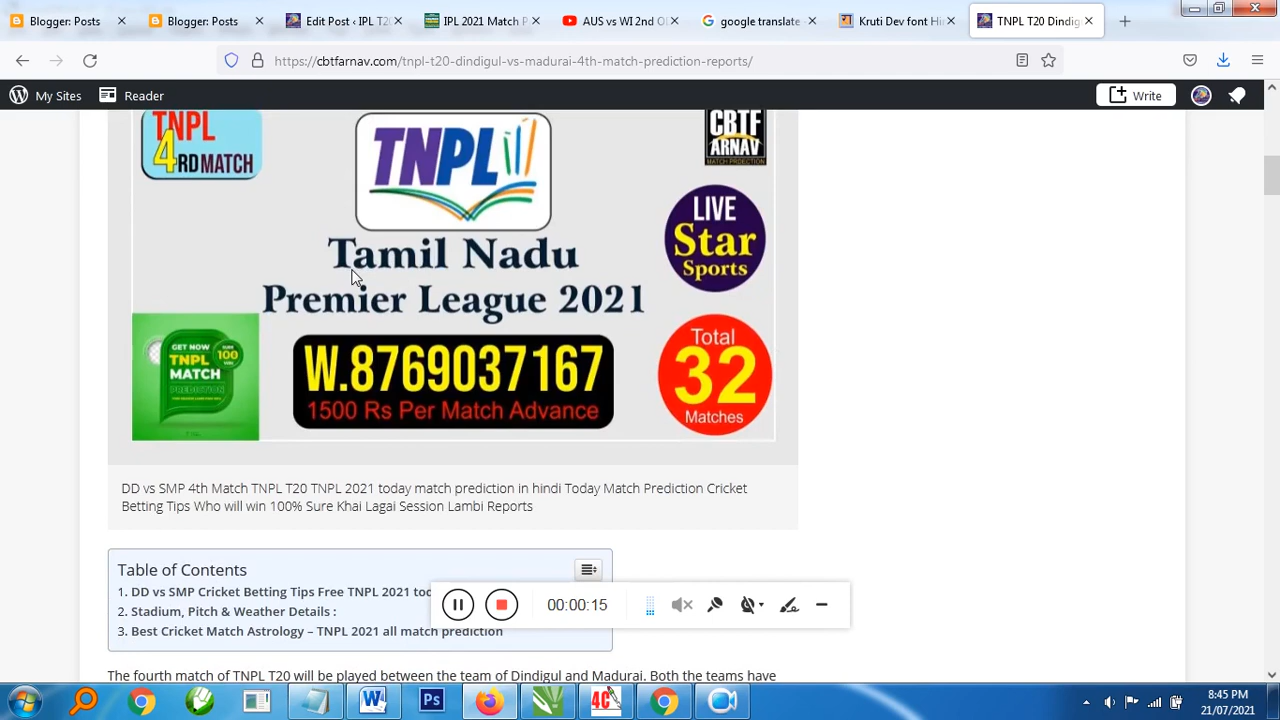 Blogger: Posts
Blogger: Posts
Edit Post ‹ IPL T2
IPL 2021 Match P
AUS vs WI 2nd O
google translate
Kruti Dev font Hi
TNPL T20 Dindig
https://cbtfarnav.com/tnpl-t20-dindigul-vs-madurai-4th-match-prediction-reports/
My Sites
Reader
Write
TNPL
4RD MATCH
TNPL
CBTF
ARNAV
MATCH PREDICTION
LIVE
Star
Sports
Tamil Nadu
Premier League 2021
GET NOW
TNPL
MATCH
PREDICTION
SURE
100
W.8769037167
1500 Rs Per Match Advance
Total
32
Matches
DD vs SMP 4th Match TNPL T20 TNPL 2021 today match prediction in hindi Today Match Prediction Cricket
Betting Tips Who will win 100% Sure Khai Lagai Session Lambi Reports
Table of Contents
1. DD vs SMP Cricket Betting Tips Free TNPL 2021 tod
2. Stadium, Pitch & Weather Details :
3. Best Cricket Match Astrology – TNPL 2021 all match prediction
00:00:15
The fourth match of TNPL T20 will be played between the team of Dindigul and Madurai. Both the teams have
W
Ps
4C
8:45 PM
21/07/2021